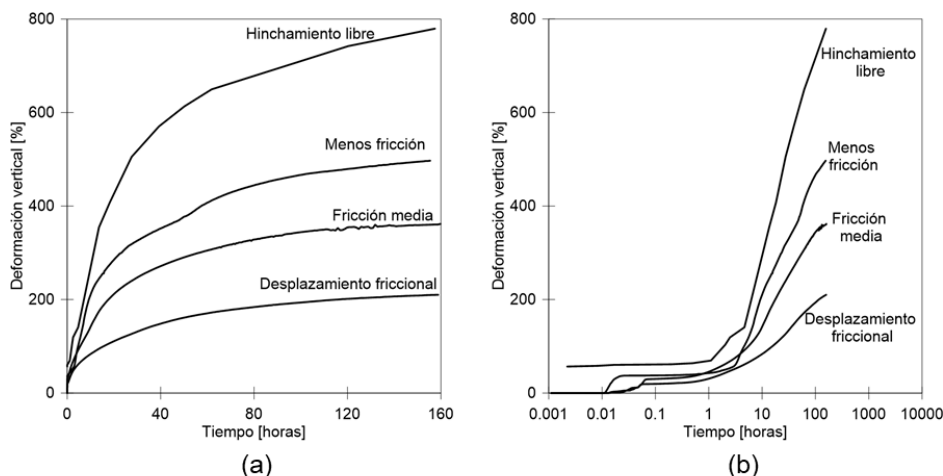 800
600
400
200
0
Deformación vertical [%]
Hinchamiento libre
Menos fricción
Fricción media
Desplazamiento friccional
0
40
80
120
160
Tiempo [horas]
(a)
800
600
400
200
0
Deformación vertical [%]
Hinchamiento
libre
Menos
fricción
Fricción
media
Desplazamiento
friccional
0.001
0.01
0.1
1
10
100
1000
10000
Tiempo [horas]
(b)